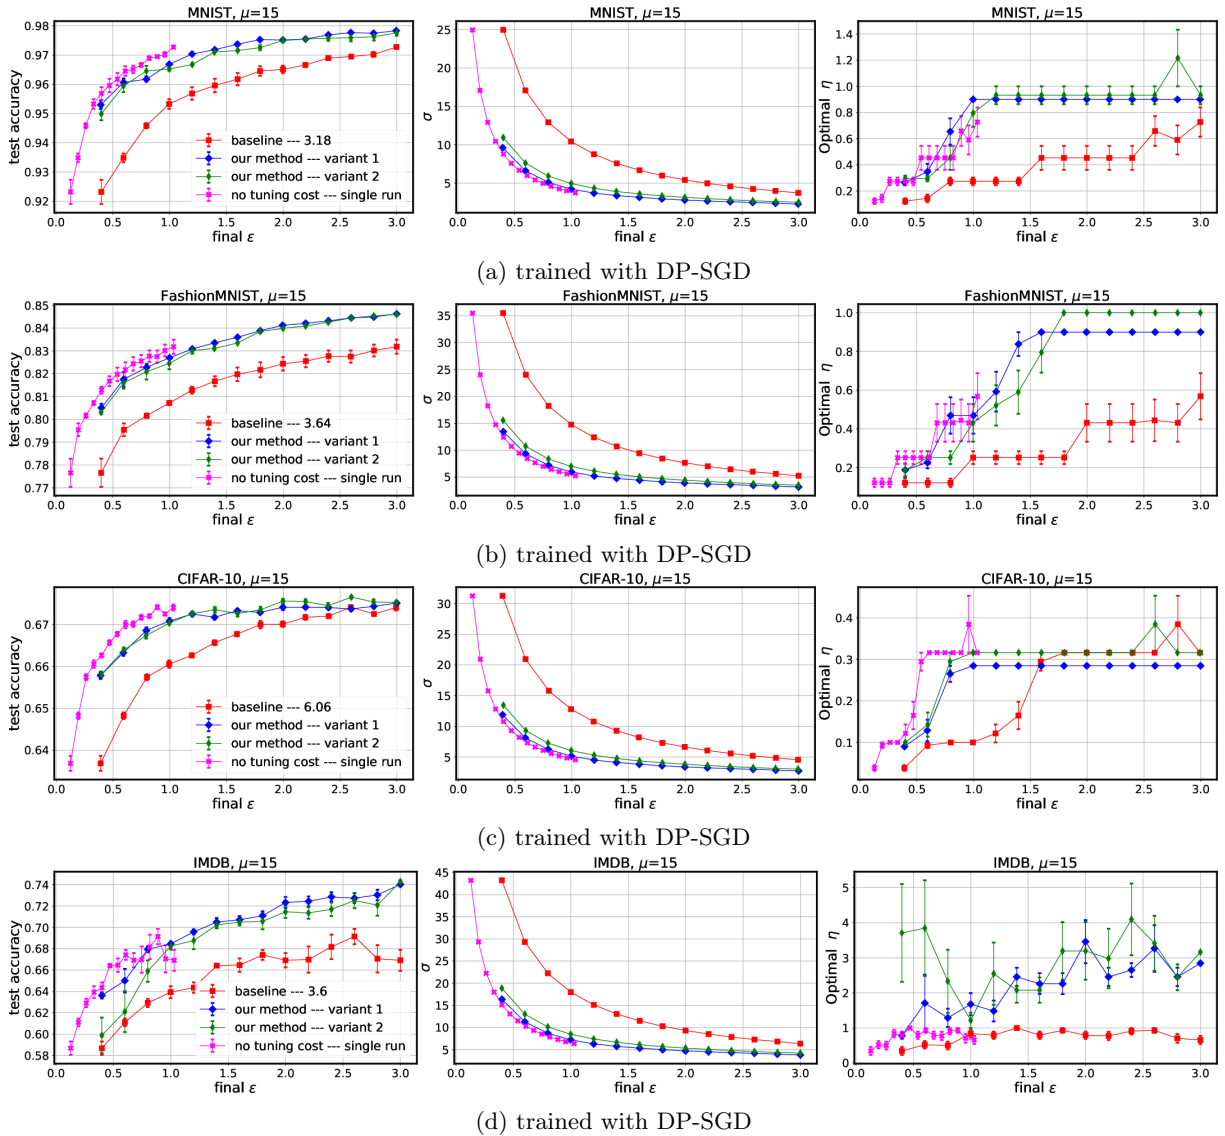 MNIST, μ=15
test accuracy
0.98
0.97
0.96
0.95
0.94
0.93
0.92
baseline --- 3.18
our method --- variant 1
our method --- variant 2
no tuning cost --- single run
0.0 0.5 1.0 1.5 2.0 2.5 3.0
final ε
MNIST, μ=15
σ
25
20
15
10
5
0.0 0.5 1.0 1.5 2.0 2.5 3.0
final ε
MNIST, μ=15
Optimal η
1.4
1.2
1.0
0.8
0.6
0.4
0.2
0.0 0.5 1.0 1.5 2.0 2.5 3.0
final ε
(a) trained with DP-SGD
FashionMNIST, μ=15
test accuracy
0.85
0.84
0.83
0.82
0.81
0.80
0.79
0.78
0.77
baseline --- 3.64
our method --- variant 1
our method --- variant 2
no tuning cost --- single run
0.0 0.5 1.0 1.5 2.0 2.5 3.0
final ε
FashionMNIST, μ=15
σ
35
30
25
20
15
10
5
0.0 0.5 1.0 1.5 2.0 2.5 3.0
final ε
FashionMNIST, μ=15
Optimal η
1.0
0.8
0.6
0.4
0.2
0.0 0.5 1.0 1.5 2.0 2.5 3.0
final ε
(b) trained with DP-SGD
CIFAR-10, μ=15
test accuracy
0.67
0.66
0.65
0.64
baseline --- 6.06
our method --- variant 1
our method --- variant 2
no tuning cost --- single run
0.0 0.5 1.0 1.5 2.0 2.5 3.0
final ε
CIFAR-10, μ=15
σ
30
25
20
15
10
5
0.0 0.5 1.0 1.5 2.0 2.5 3.0
final ε
CIFAR-10, μ=15
Optimal η
0.4
0.3
0.2
0.1
0.0 0.5 1.0 1.5 2.0 2.5 3.0
final ε
(c) trained with DP-SGD
IMDB, μ=15
test accuracy
0.74
0.72
0.70
0.68
0.66
0.64
0.62
0.60
0.58
baseline --- 3.6
our method --- variant 1
our method --- variant 2
no tuning cost --- single run
0.0 0.5 1.0 1.5 2.0 2.5 3.0
final ε
IMDB, μ=15
σ
45
40
35
30
25
20
15
10
5
0.0 0.5 1.0 1.5 2.0 2.5 3.0
final ε
IMDB, μ=15
Optimal η
5
4
3
2
1
0
0.0 0.5 1.0 1.5 2.0 2.5 3.0
final ε
(d) trained with DP-SGD